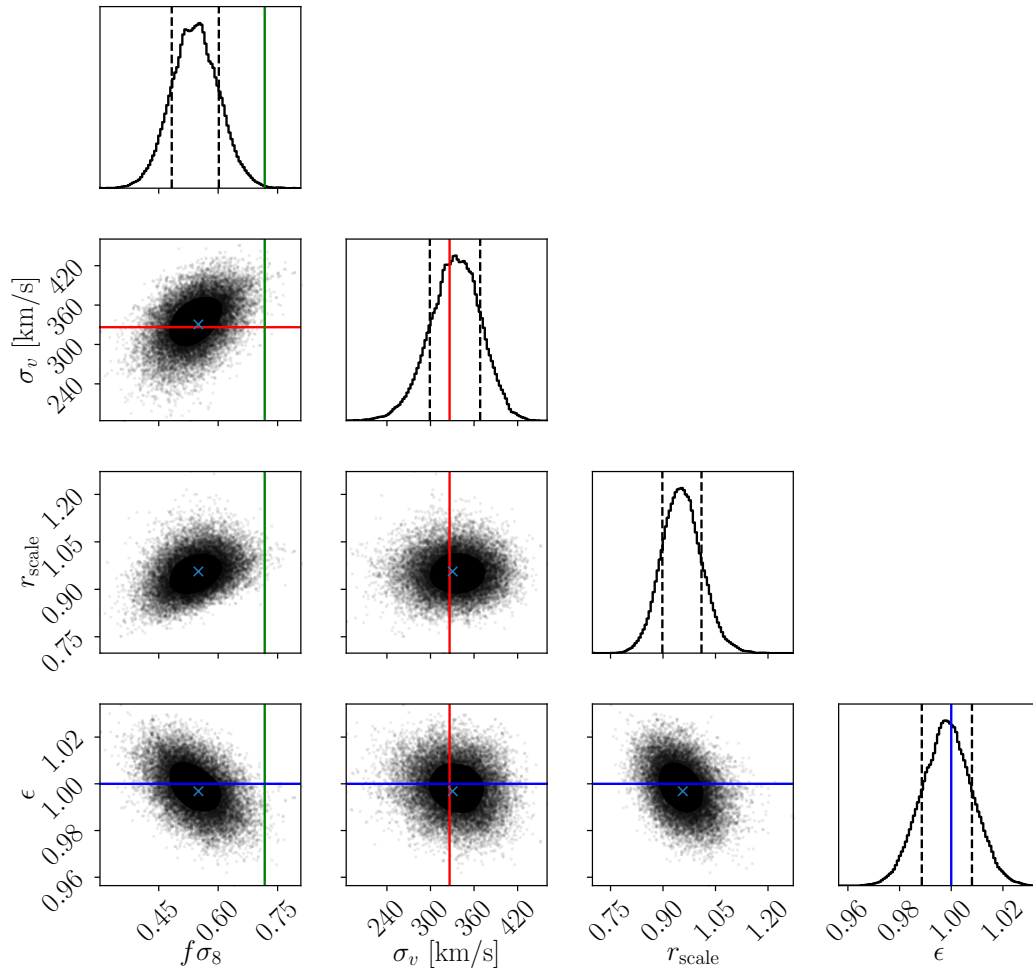 σ_v [km/s]
420
360
300
240
r_scale
1.20
1.05
0.90
0.75
ϵ
1.02
1.00
0.98
0.96
0.45 0.60 0.75
240 300 360 420
0.75 0.90 1.05 1.20
0.96 0.98 1.00 1.02
fσ_8
σ_v [km/s]
r_scale
ϵ